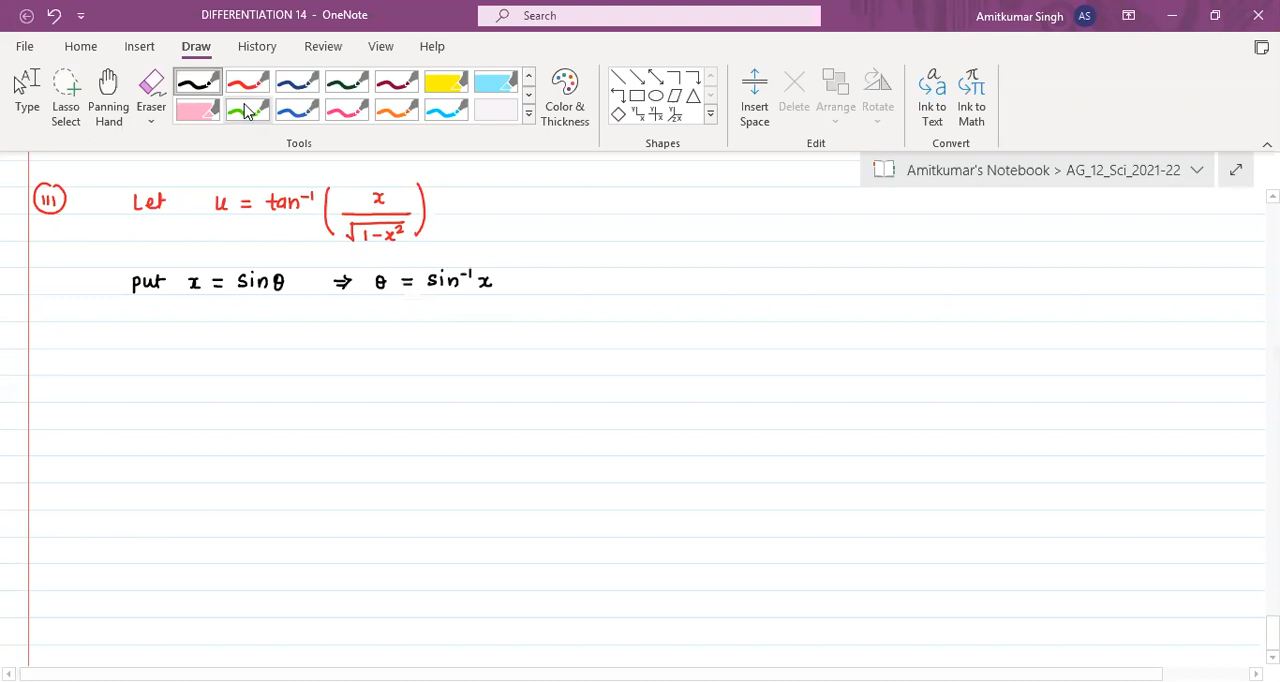 DIFFERENTIATION 14 - OneNote
Search
Amitkumar Singh AS
File Home Insert Draw History Review View Help
Type Lasso Select Panning Hand Eraser
Color & Thickness
Insert Space Delete Arrange Rotate
Ink to Text Ink to Math
Tools Shapes Edit Convert
Amitkumar's Notebook > AG_12_Sci_2021-22
(III) Let u = tan⁻¹ ( x / √(1-x²) )
put x = sinθ ⇒ θ = sin⁻¹ x